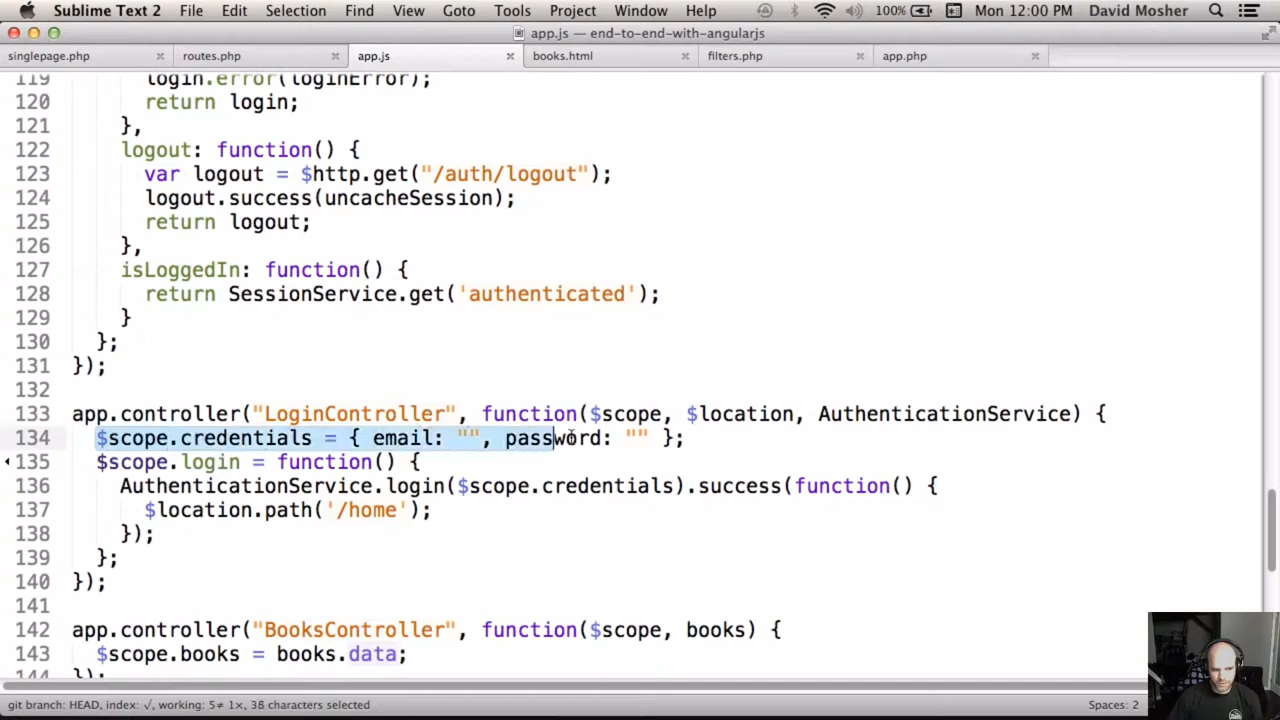 Sublime Text 2 File Edit Selection Find View Goto Tools Project Window Help 100% Mon 12:00 PM David Mosher
app.js — end-to-end-with-angularjs
singlepage.php routes.php app.js books.html filters.php app.php
119 login.error(loginError);
120 return login;
121 },
122 logout: function() {
123 var logout = $http.get("/auth/logout");
124 logout.success(uncacheSession);
125 return logout;
126 },
127 isLoggedIn: function() {
128 return SessionService.get('authenticated');
129 }
130 };
131 });
132
133 app.controller("LoginController", function($scope, $location, AuthenticationService) {
134 $scope.credentials = { email: "", password: "" };
135 $scope.login = function() {
136 AuthenticationService.login($scope.credentials).success(function() {
137 $location.path('/home');
138 });
139 };
140 });
141
142 app.controller("BooksController", function($scope, books) {
143 $scope.books = books.data;
144 });
git branch: HEAD, index: √, working: 5≠ 1×, 38 characters selected Spaces: 2